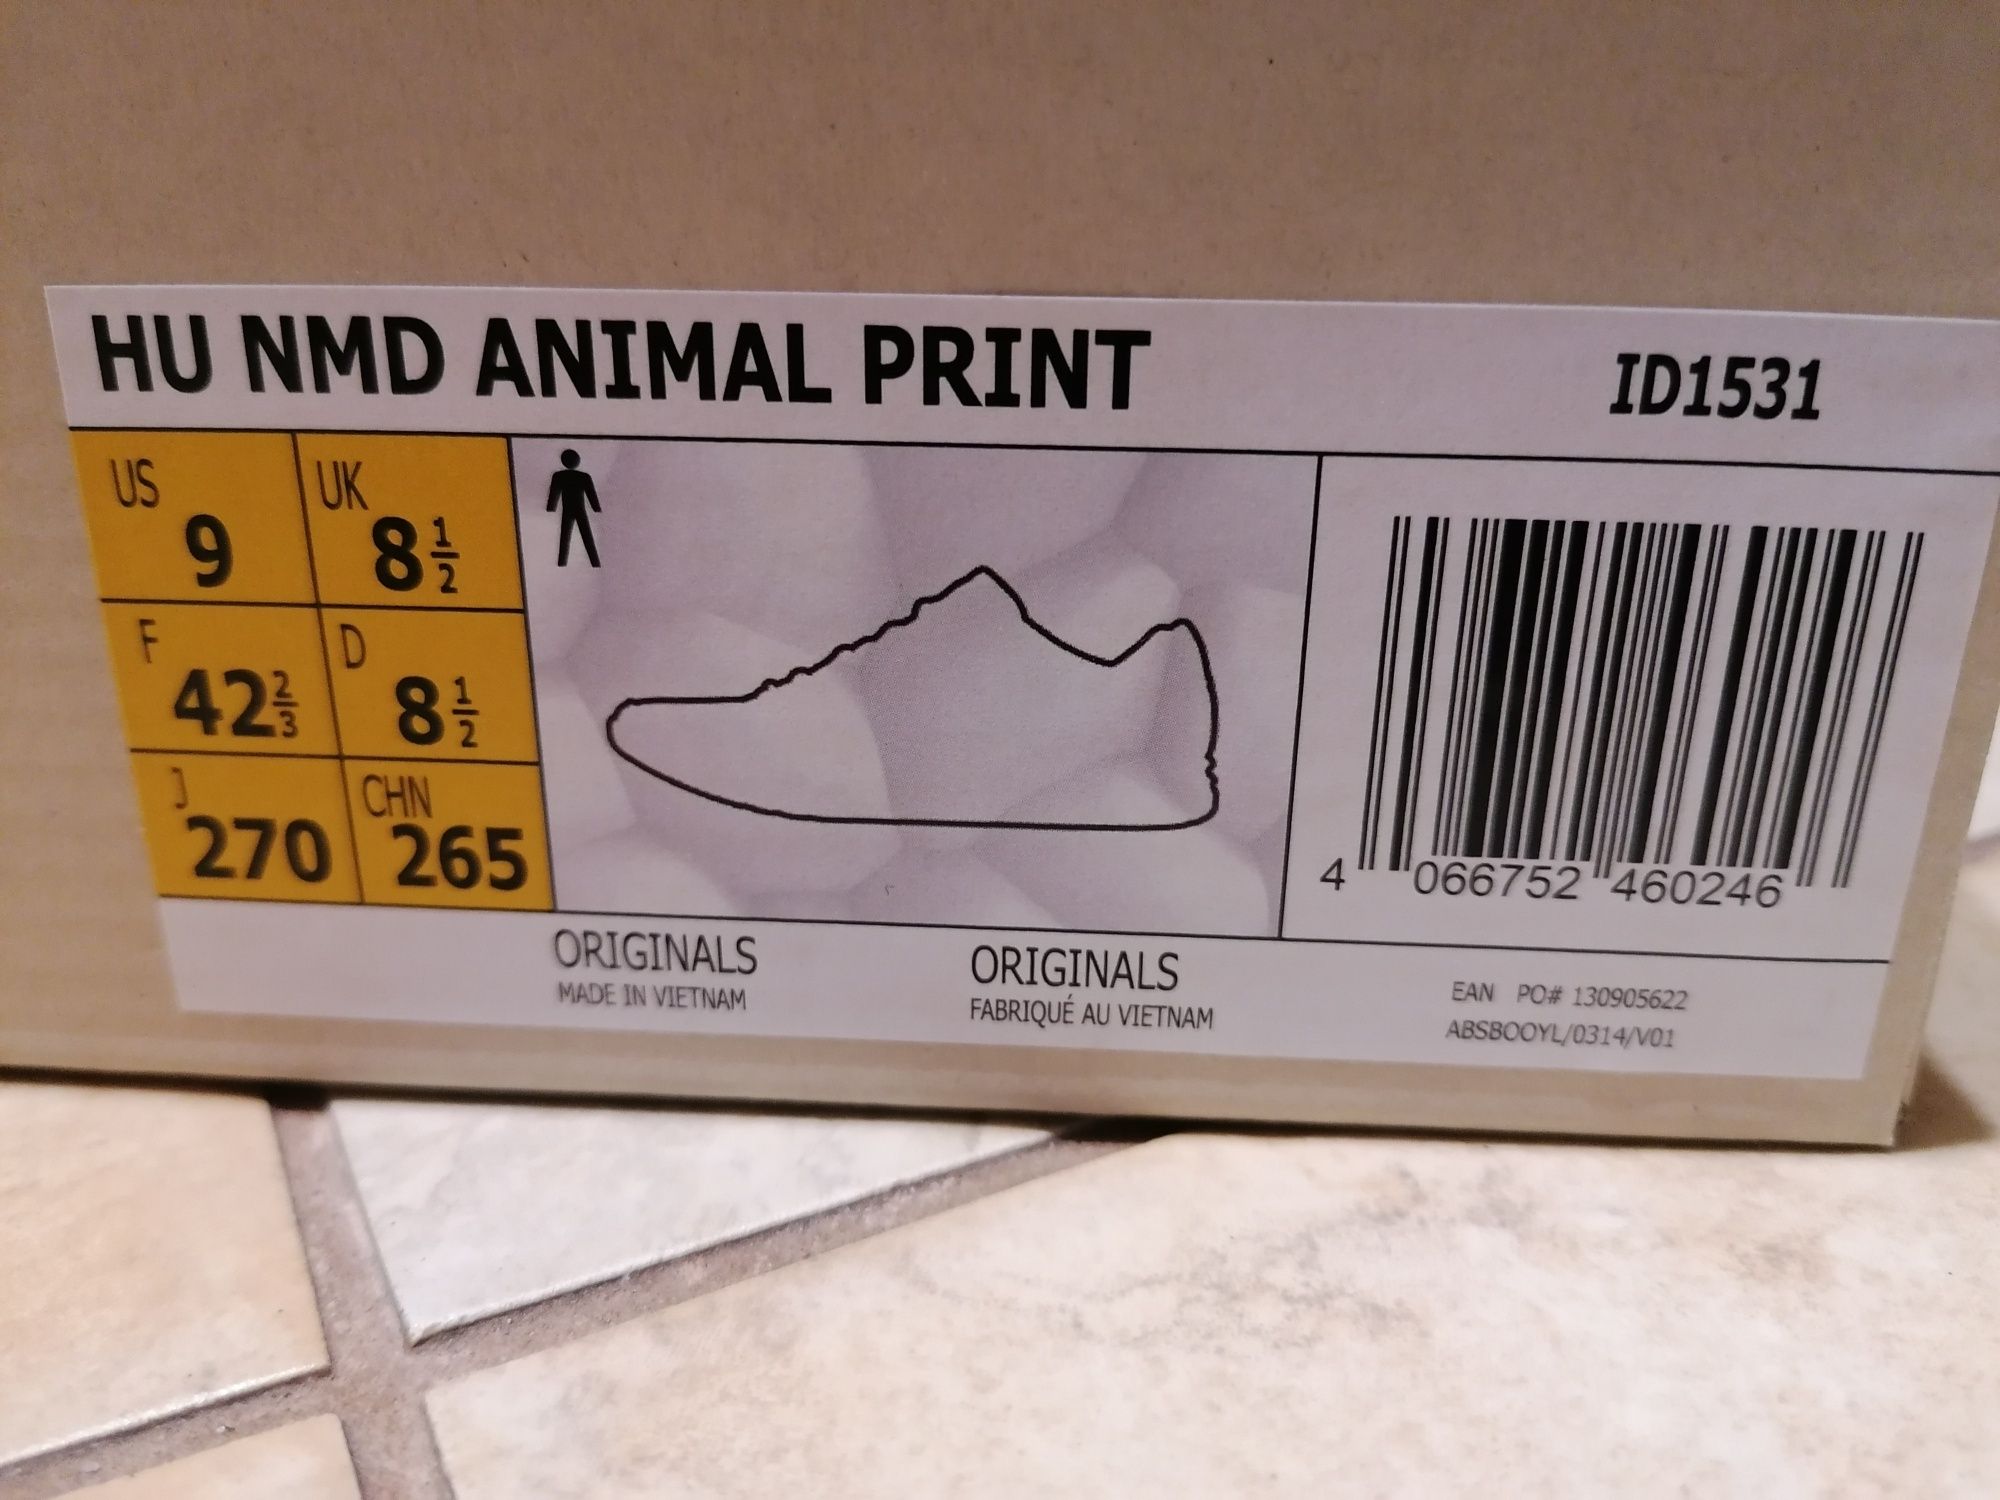 HU NMD ANIMAL PRINT ID1531
US 9 UK 8 1/2
F 42 2/3 D 8 1/2
J 270 CHN 265
4 066752 460246
ORIGINALS
MADE IN VIETNAM
ORIGINALS
FABRIQUÉ AU VIETNAM
EAN PO# 130905622
ABSBOOYL/0314/V01